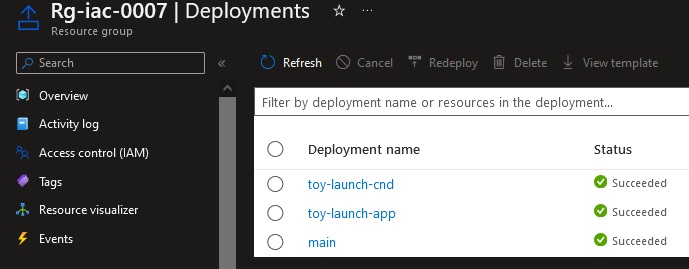 Rg-iac-0007 | Deployments
Resource group
Search
Refresh Cancel Redeploy Delete View template
Overview
Activity log
Access control (IAM)
Tags
Resource visualizer
Events
Filter by deployment name or resources in the deployment...
Deployment name Status
toy-launch-cnd Succeeded
toy-launch-app Succeeded
main Succeeded